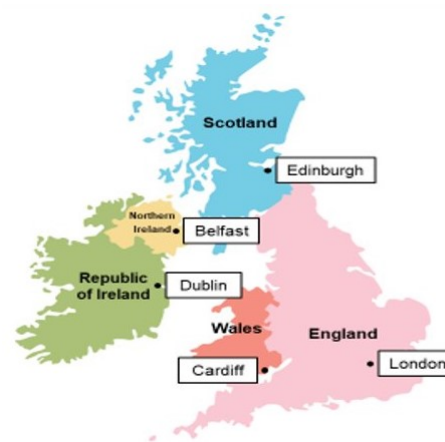 Scotland
Edinburgh
Northern
Ireland
Belfast
Republic
of Ireland
Dublin
Wales
England
Cardiff
London